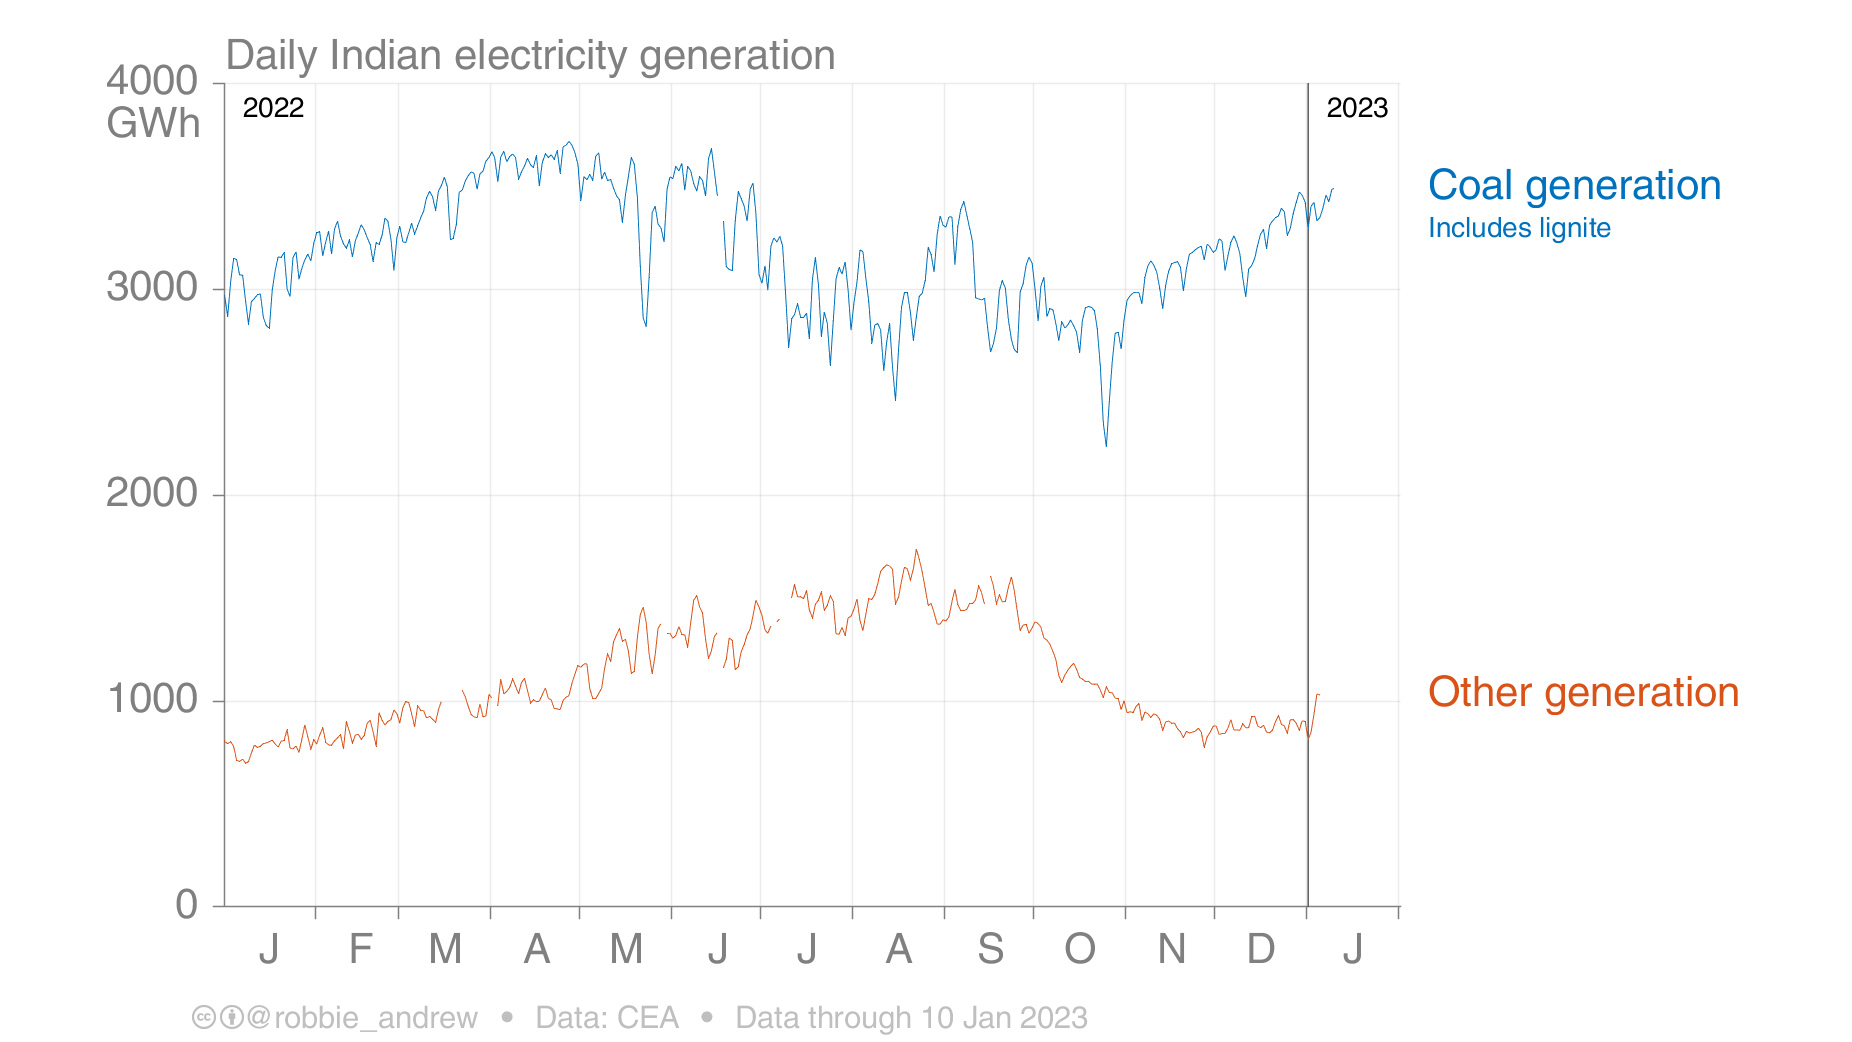 Daily Indian electricity generation
4000
GWh
2022
2023
Coal generation
Includes lignite
3000
2000
Other generation
1000
0
J F M A M J J A S O N D J
cc@robbie_andrew • Data: CEA • Data through 10 Jan 2023